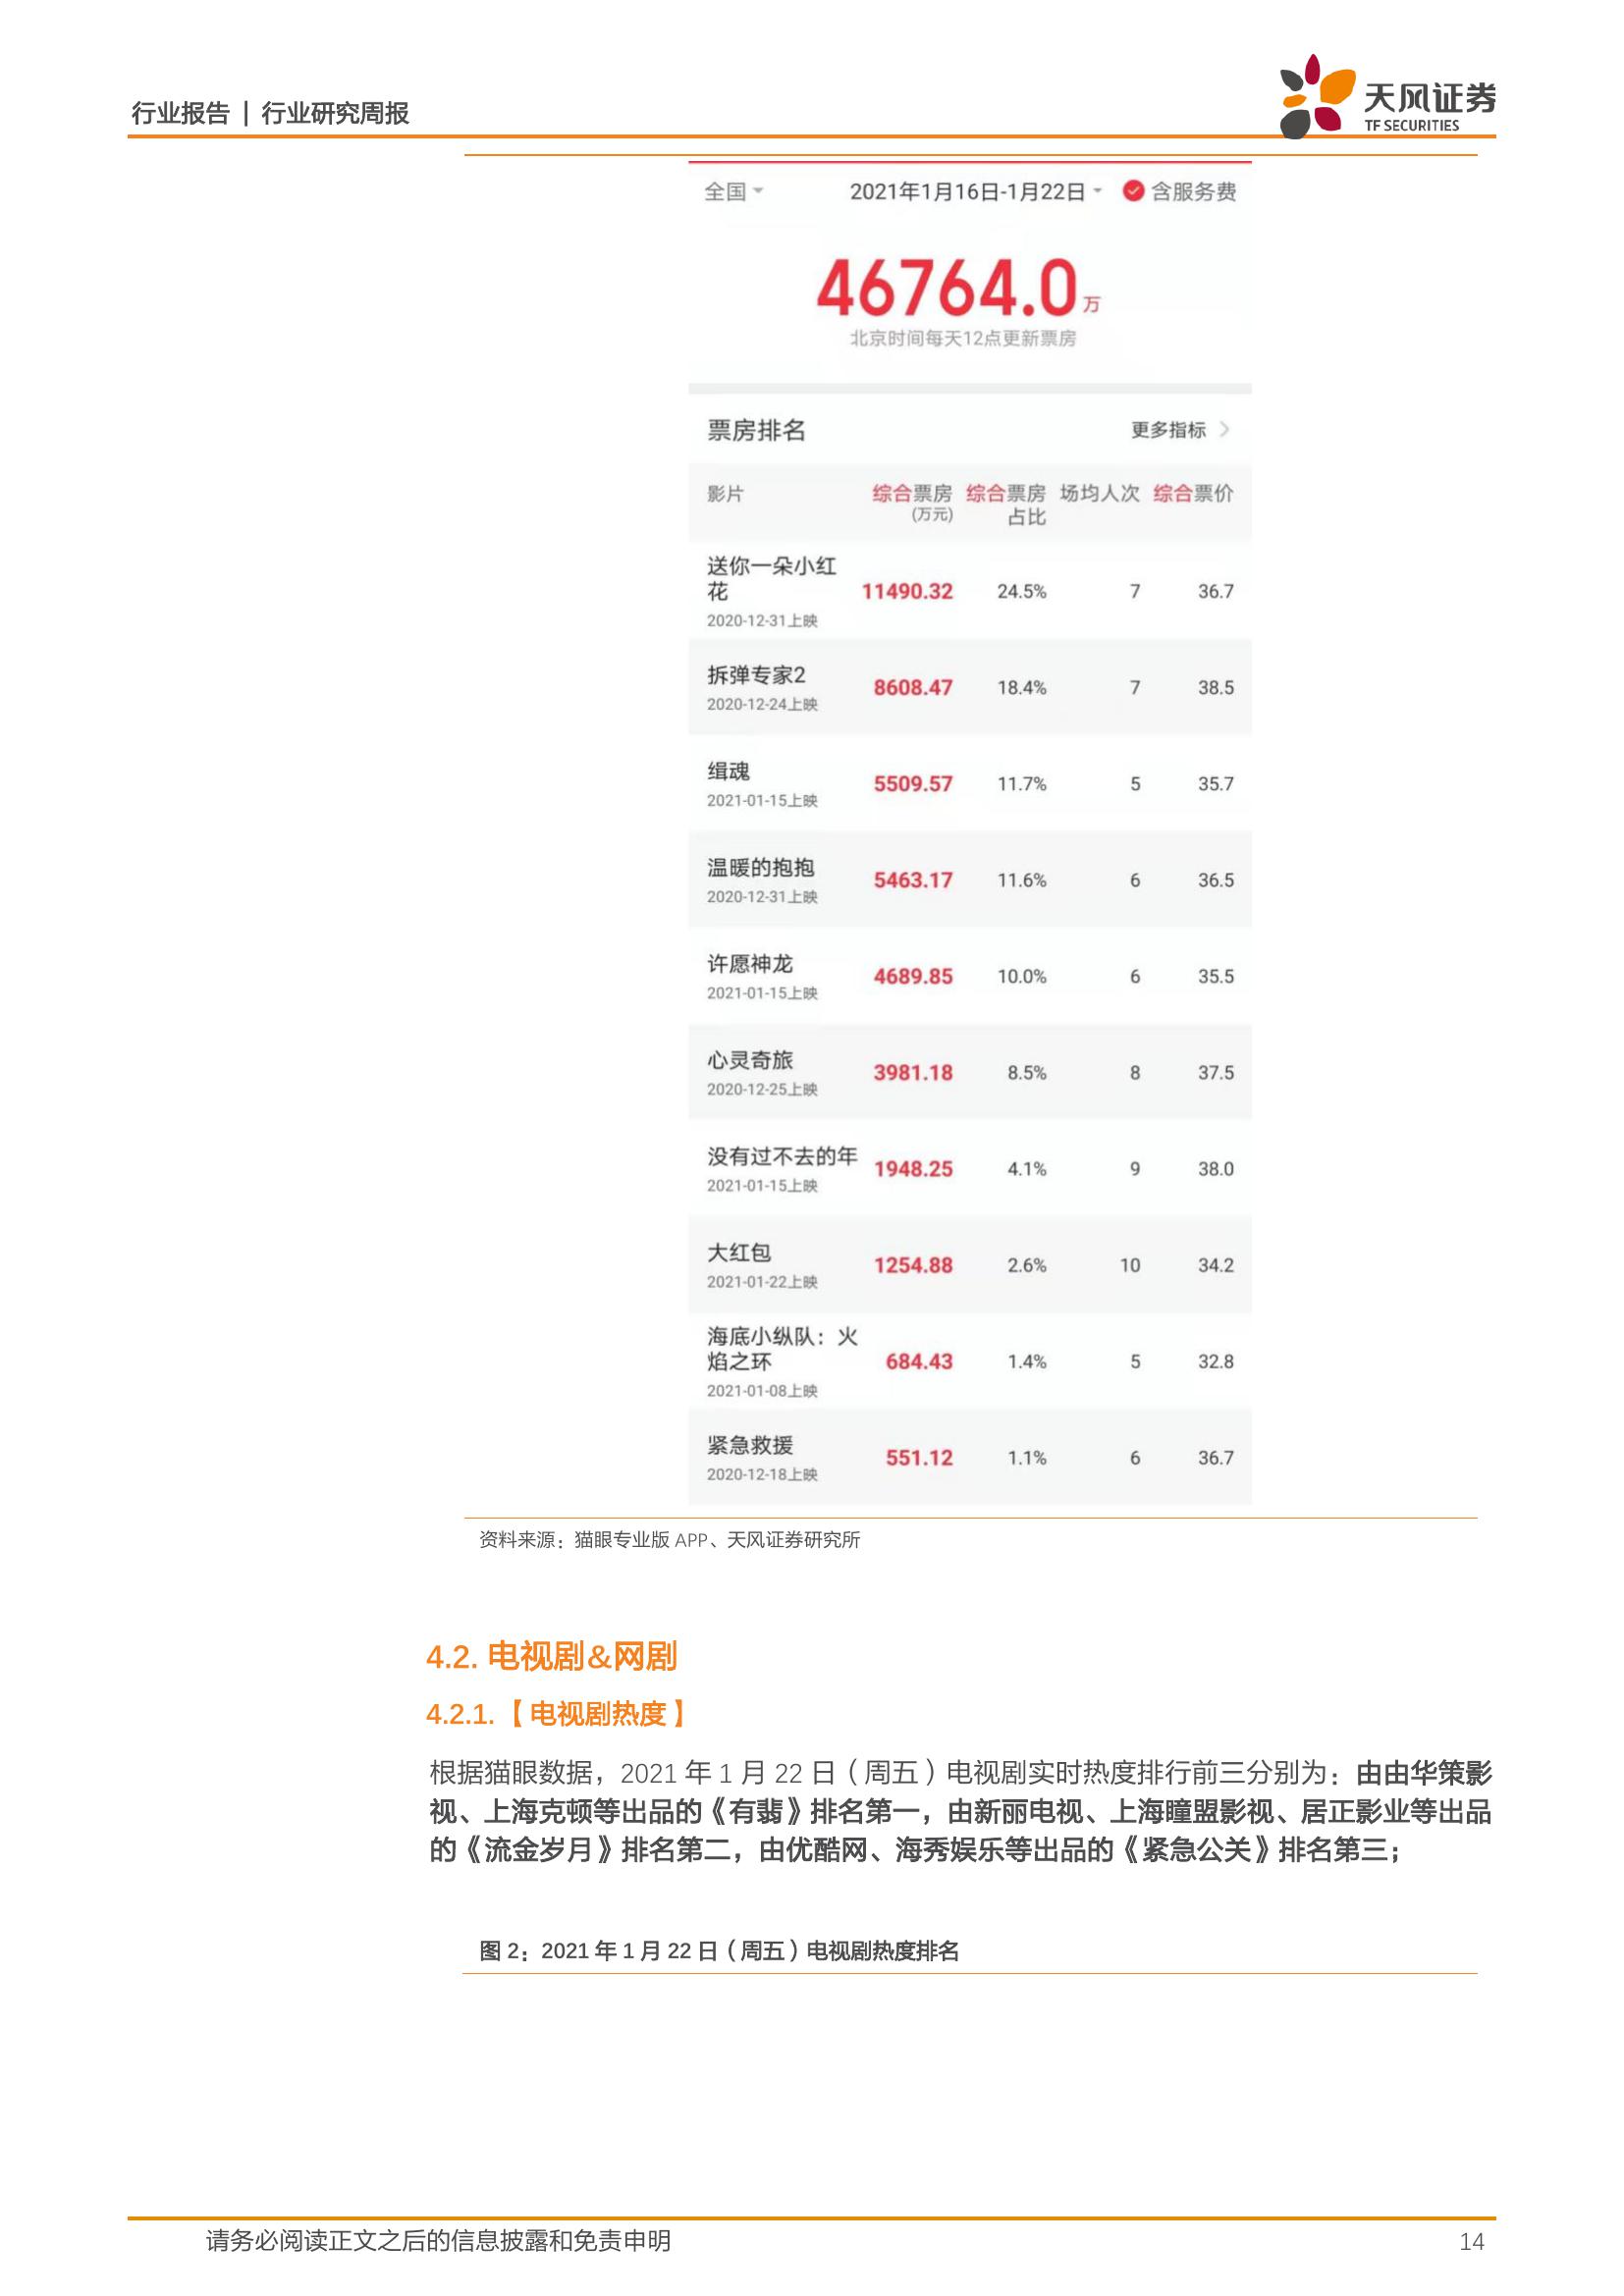 行业报告 | 行业研究周报
天风证券
TF SECURITIES
全国 2021年1月16日-1月22日 含服务费
46764.0万
北京时间每天12点更新票房
票房排名 更多指标
影片 综合票房 综合票房 场均人次 综合票价
(万元) 占比
送你一朵小红
花
11490.32 24.5% 7 36.7
2020-12-31上映
拆弹专家2
8608.47 18.4% 7 38.5
2020-12-24上映
缉魂
5509.57 11.7% 5 35.7
2021-01-15上映
温暖的抱抱
5463.17 11.6% 6 36.5
2020-12-31上映
许愿神龙
4689.85 10.0% 6 35.5
2021-01-15上映
心灵奇旅
3981.18 8.5% 8 37.5
2020-12-25上映
没有过不去的年
1948.25 4.1% 9 38.0
2021-01-15上映
大红包
1254.88 2.6% 10 34.2
2021-01-22上映
海底小纵队：火
焰之环
684.43 1.4% 5 32.8
2021-01-08上映
紧急救援
551.12 1.1% 6 36.7
2020-12-18上映
资料来源：猫眼专业版 APP、天风证券研究所
4.2. 电视剧&网剧
4.2.1.【电视剧热度】
根据猫眼数据，2021 年 1 月 22 日（周五）电视剧实时热度排行前三分别为：由由华策影
视、上海克顿等出品的《有翡》排名第一，由新丽电视、上海瞳盟影视、居正影业等出品
的《流金岁月》排名第二，由优酷网、海秀娱乐等出品的《紧急公关》排名第三；
图 2：2021 年 1 月 22 日（周五）电视剧热度排名
请务必阅读正文之后的信息披露和免责申明 14